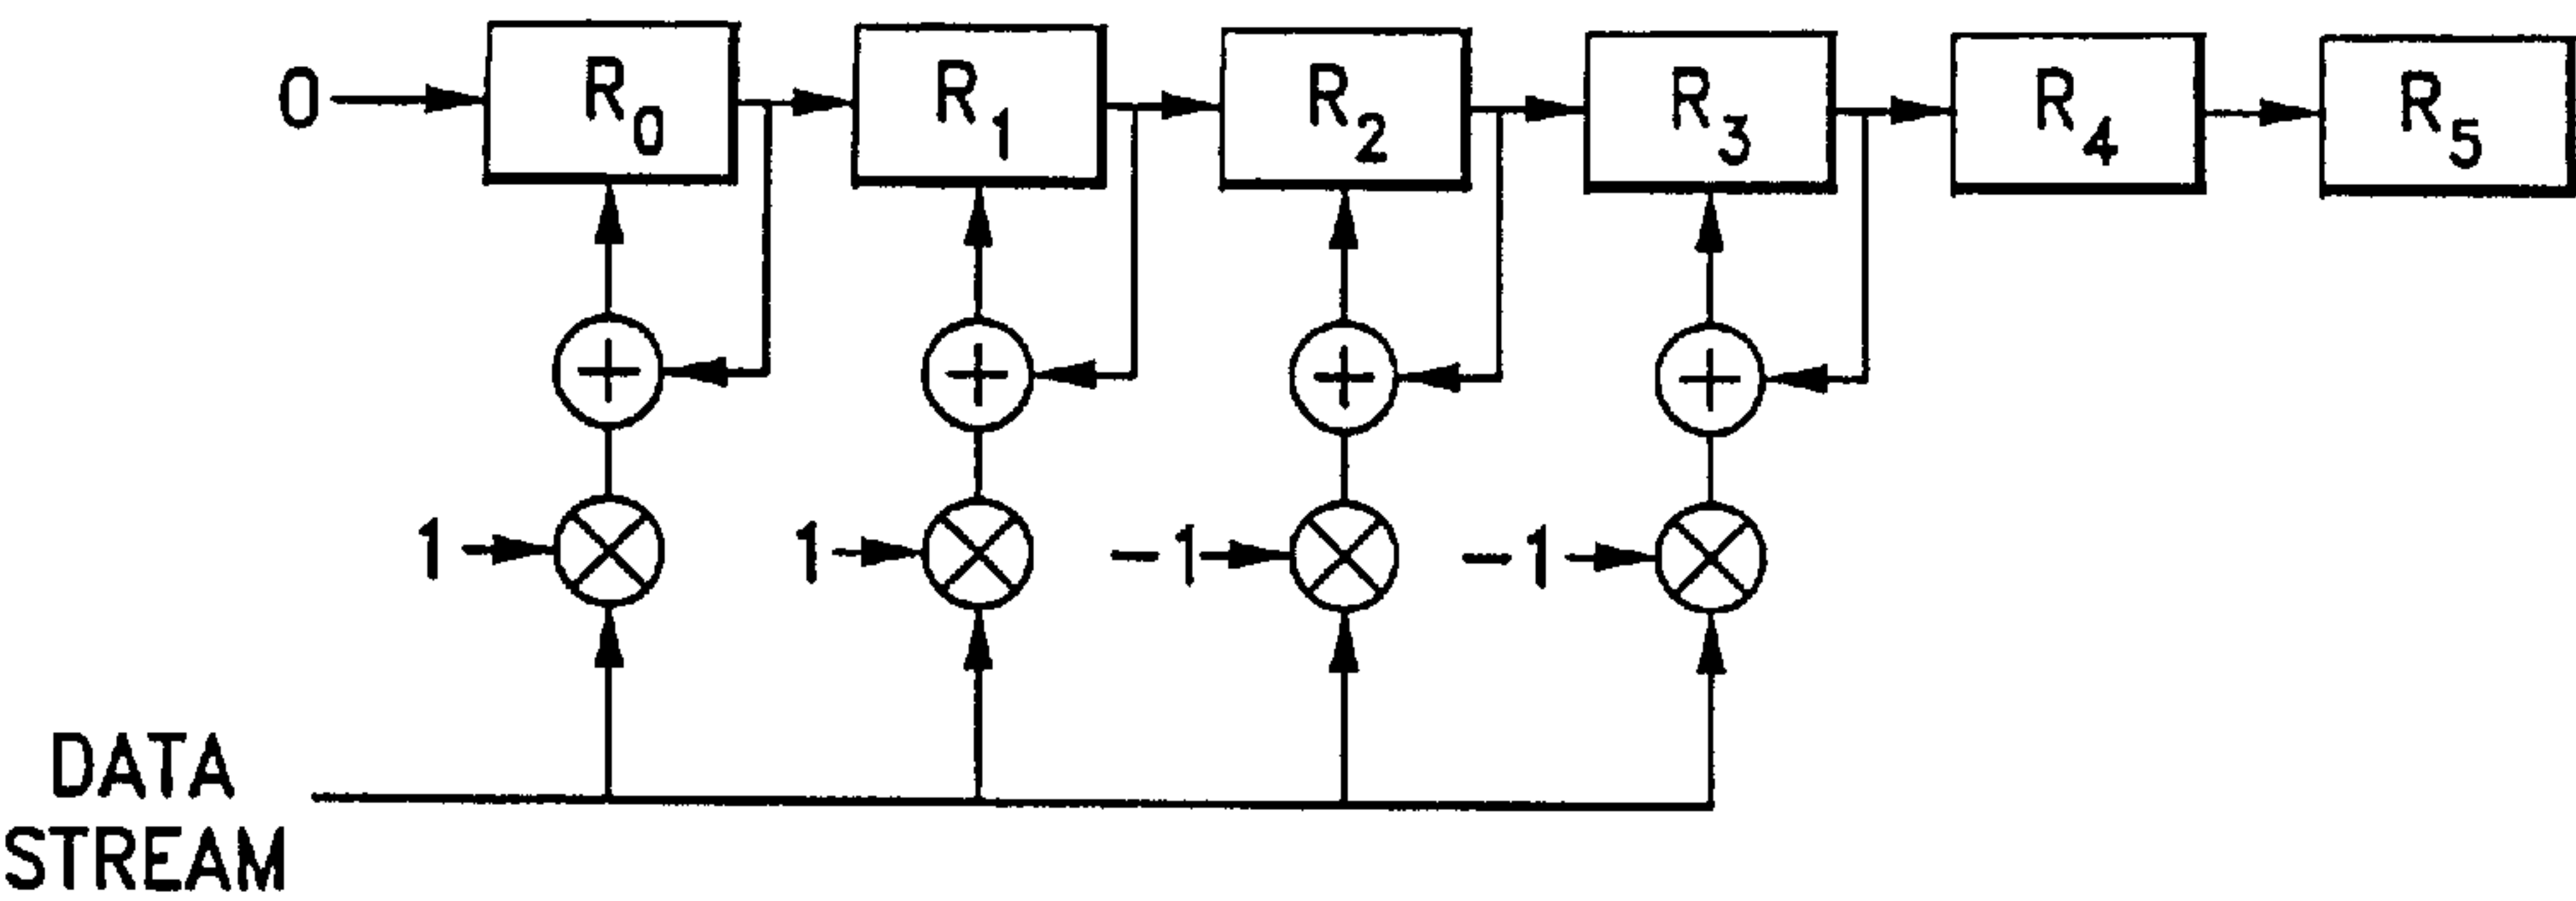 0 R0 R1 R2 R3 R4 R5
+ + + +
1 1 -1 -1
DATA
STREAM